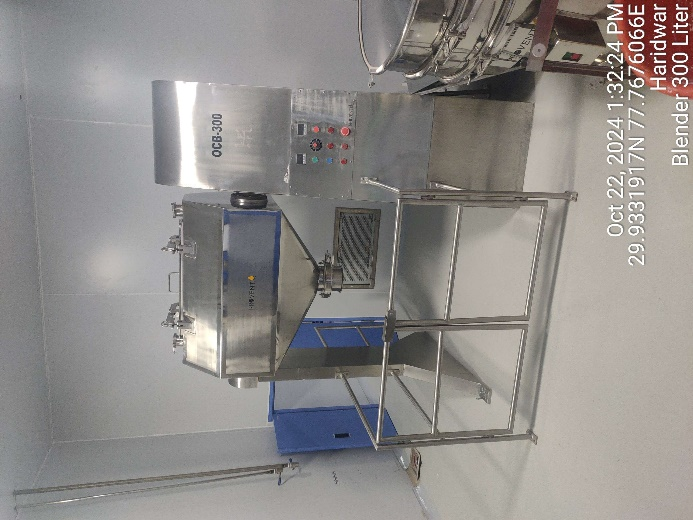 OCB-300
Oct 22, 2024 1:32:24 PM
29.9331917N 77.7676066E
Haridwar
Blender 300 Liter